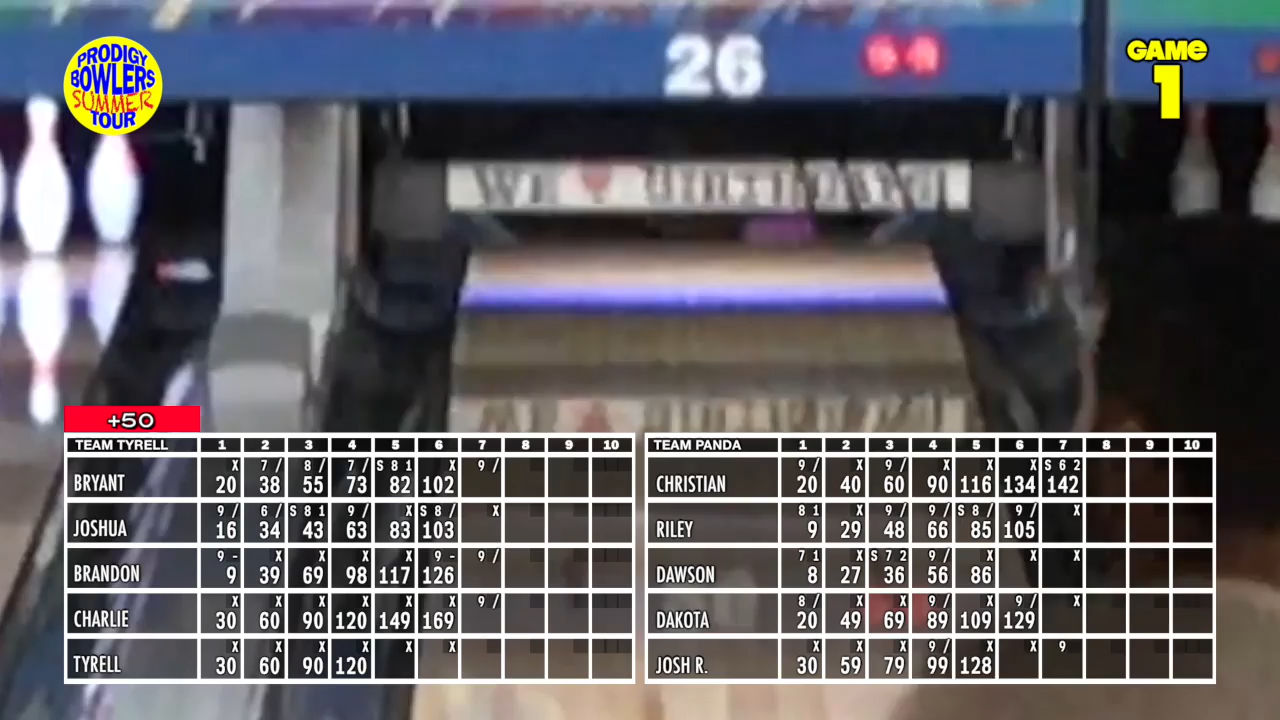 PRODIGY
BOWLERS
SUMMER
TOUR
26
GAME
1
WE
+50
TEAM TYRELL 1 2 3 4 5 6 7 8 9 10
X 7 / 8 / 7 / S 8 1 X 9 /
BRYANT 20 38 55 73 82 102
9 / 6 / S 8 1 9 / X S 8 / X
JOSHUA 16 34 43 63 83 103
9 - X X X X 9 - 9 /
BRANDON 9 39 69 98 117 126
X X X X X X 9 /
CHARLIE 30 60 90 120 149 169
X X X X X X
TYRELL 30 60 90 120
TEAM PANDA 1 2 3 4 5 6 7 8 9 10
9 / X 9 / X X X S 6 2
CHRISTIAN 20 40 60 90 116 134 142
8 1 X 9 / 9 / S 8 / 9 / X
RILEY 9 29 48 66 85 105
7 1 X S 7 2 9 / X X X
DAWSON 8 27 36 56 86
8 / X X 9 / X 9 / X
DAKOTA 20 49 69 89 109 129
X X X 9 / X X 9
JOSH R. 30 59 79 99 128